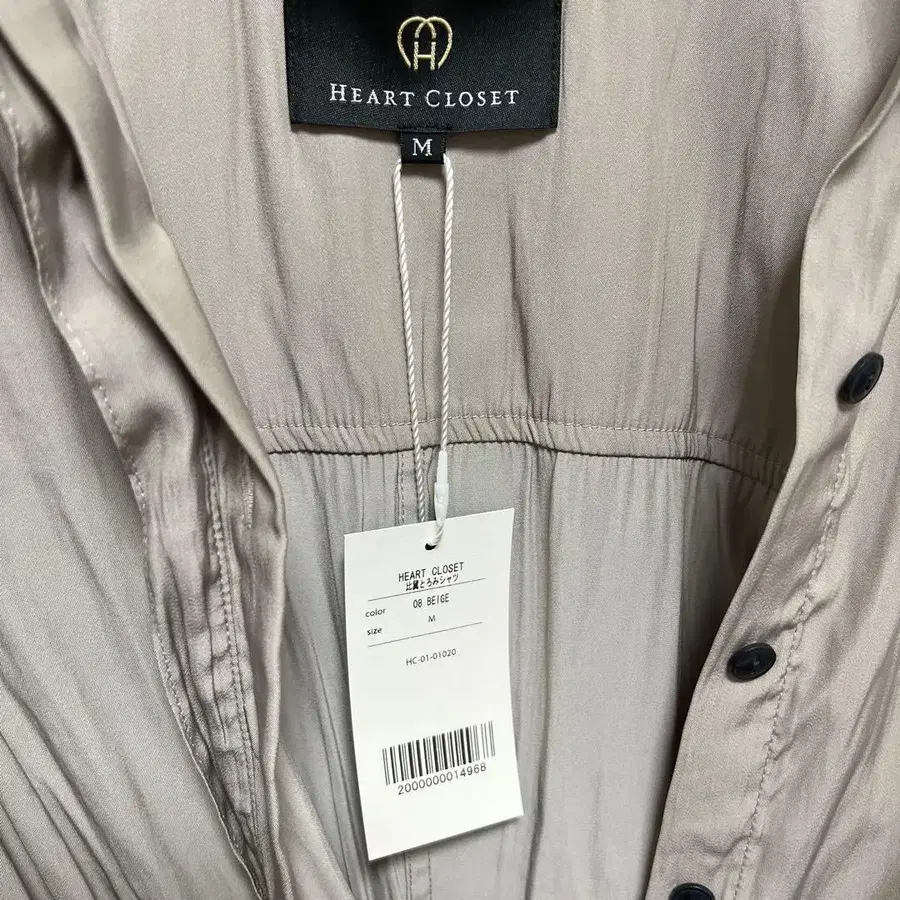 HEART CLOSET
M
HEART CLOSET
比翼とろみシャツ
color 08 BEIGE
size M
HC-01-01020
2000000014968